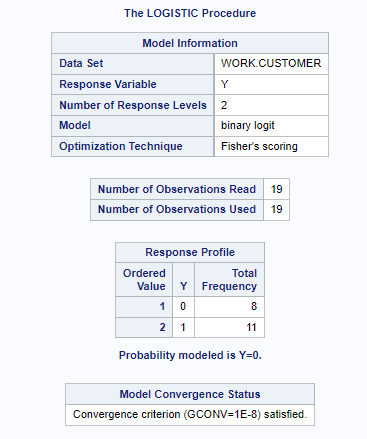 The LOGISTIC Procedure
Model Information
Data Set WORK.CUSTOMER
Response Variable Y
Number of Response Levels 2
Model binary logit
Optimization Technique Fisher's scoring
Number of Observations Read 19
Number of Observations Used 19
Response Profile
Ordered Total
Value Y Frequency
1 0 8
2 1 11
Probability modeled is Y=0.
Model Convergence Status
Convergence criterion (GCONV=1E-8) satisfied.